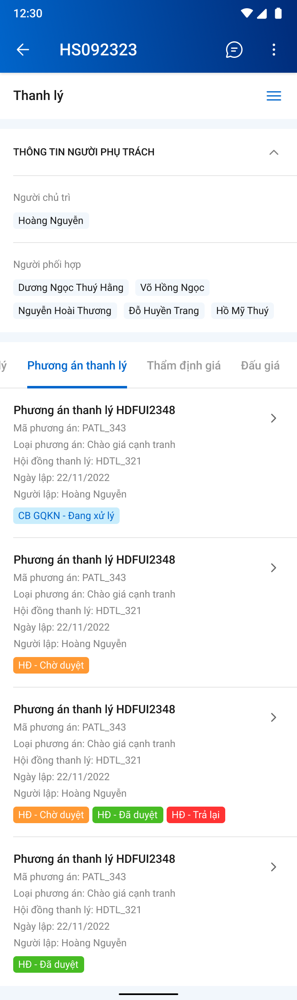 12:30
HS092323
Thanh lý
THÔNG TIN NGƯỜI PHỤ TRÁCH
Người chủ trì
Hoàng Nguyễn
Người phối hợp
Dương Ngọc Thuý Hằng Võ Hồng Ngọc
Nguyễn Hoài Thương Đỗ Huyền Trang Hồ Mỹ Thuý
lý Phương án thanh lý Thẩm định giá Đấu giá
Phương án thanh lý HDFUI2348
Mã phương án: PATL_343
Loại phương án: Chào giá cạnh tranh
Hội đồng thanh lý: HDTL_321
Ngày lập: 22/11/2022
Người lập: Hoàng Nguyễn
CB GQKN - Đang xử lý
Phương án thanh lý HDFUI2348
Mã phương án: PATL_343
Loại phương án: Chào giá cạnh tranh
Hội đồng thanh lý: HDTL_321
Ngày lập: 22/11/2022
Người lập: Hoàng Nguyễn
HĐ - Chờ duyệt
Phương án thanh lý HDFUI2348
Mã phương án: PATL_343
Loại phương án: Chào giá cạnh tranh
Hội đồng thanh lý: HDTL_321
Ngày lập: 22/11/2022
Người lập: Hoàng Nguyễn
HĐ - Chờ duyệt HĐ - Đã duyệt HĐ - Trả lại
Phương án thanh lý HDFUI2348
Mã phương án: PATL_343
Loại phương án: Chào giá cạnh tranh
Hội đồng thanh lý: HDTL_321
Ngày lập: 22/11/2022
Người lập: Hoàng Nguyễn
HĐ - Đã duyệt